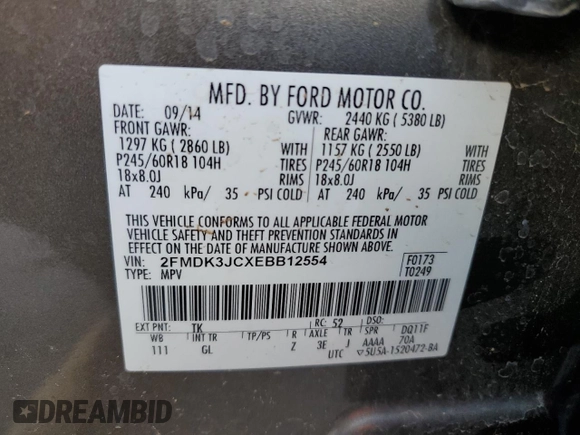 MFD. BY FORD MOTOR CO.
DATE: 09/14 GVWR: 2440 KG ( 5380 LB)
FRONT GAWR: REAR GAWR:
1297 KG ( 2860 LB) 1157 KG ( 2550 LB)
P245/60R18 104H TIRES P245/60R18 104H TIRES
18x8.0J RIMS 18x8.0J RIMS
AT 240 kPa/ 35 PSI COLD AT 240 kPa/ 35 PSI COLD
THIS VEHICLE CONFORMS TO ALL APPLICABLE FEDERAL MOTOR
VEHICLE SAFETY AND THEFT PREVENTION STANDARDS IN
EFFECT ON THE DATE OF MANUFACTURE SHOWN ABOVE.
VIN: 2FMDK3JCXEBB12554 F0173
TYPE: MPV T0249
EXT PNT: TK RC: 52 DSO:
WB INT TR TP/PS R AXLE TR SPR DQ11F
111 GL Z 3E J AAAA 70A
UTC ▽5U5A-1520472-BA
DREAMBID